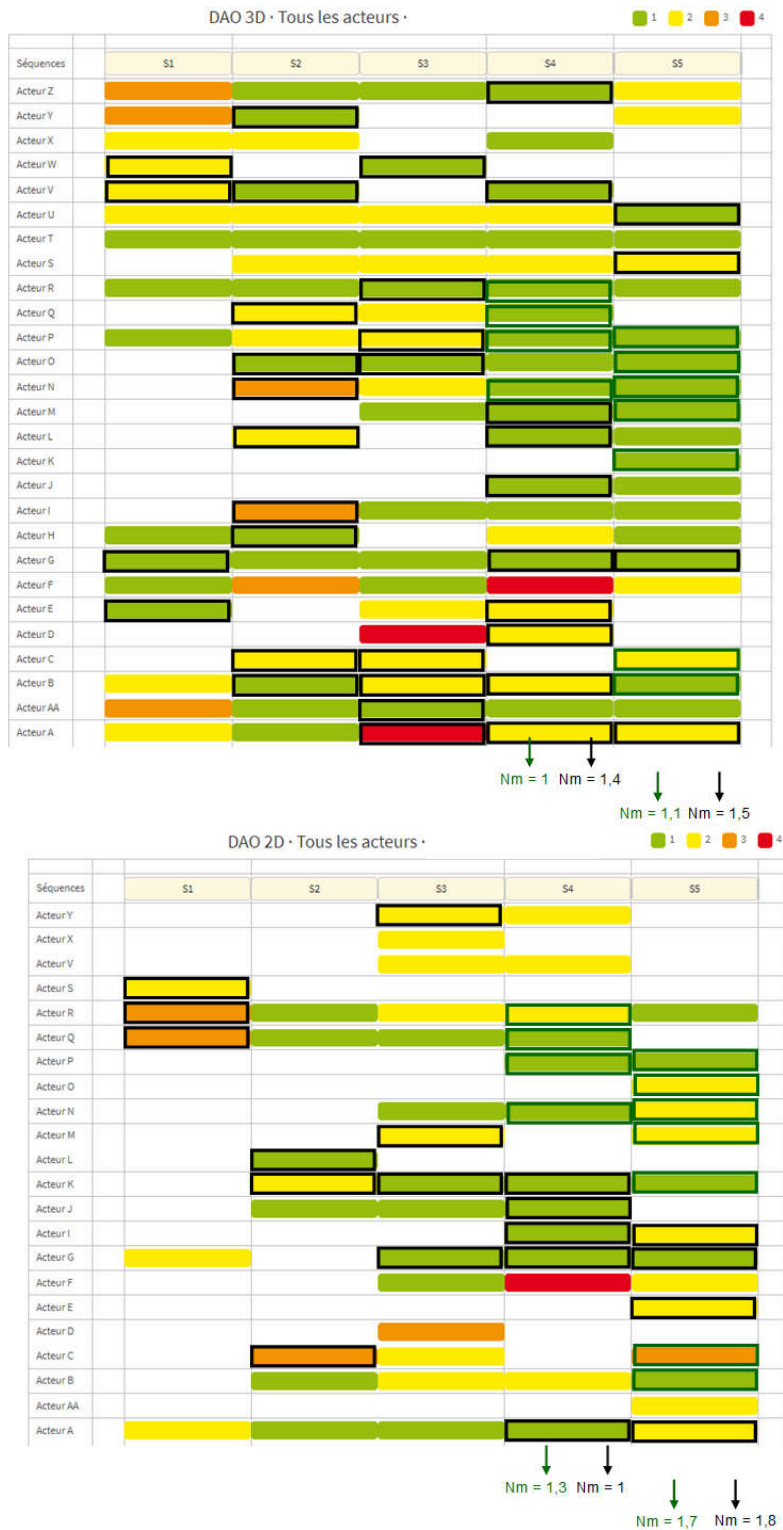 DAO 3D · Tous les acteurs ·
1 2 3 4
Séquences S1 S2 S3 S4 S5
Acteur Z
Acteur Y
Acteur X
Acteur W
Acteur V
Acteur U
Acteur T
Acteur S
Acteur R
Acteur Q
Acteur P
Acteur O
Acteur N
Acteur M
Acteur L
Acteur K
Acteur J
Acteur I
Acteur H
Acteur G
Acteur F
Acteur E
Acteur D
Acteur C
Acteur B
Acteur AA
Acteur A
Nm = 1 Nm = 1,4
Nm = 1,1 Nm = 1,5
DAO 2D · Tous les acteurs ·
1 2 3 4
Séquences S1 S2 S3 S4 S5
Acteur Y
Acteur X
Acteur V
Acteur S
Acteur R
Acteur Q
Acteur P
Acteur O
Acteur N
Acteur M
Acteur L
Acteur K
Acteur J
Acteur I
Acteur G
Acteur F
Acteur E
Acteur D
Acteur C
Acteur B
Acteur AA
Acteur A
Nm = 1,3 Nm = 1
Nm = 1,7 Nm = 1,8